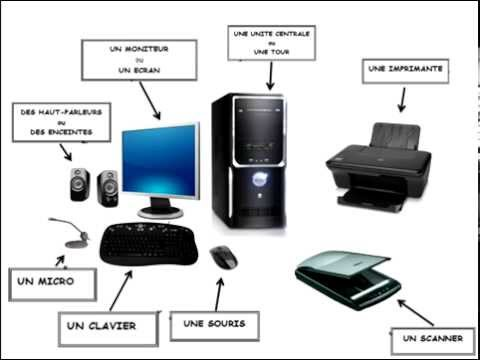 UN MONITEUR
OU
UN ECRAN
UNE UNITE CENTRALE
OU
UNE TOUR
UNE IMPRIMANTE
DES HAUT-PARLEURS
OU
DES ENCEINTES
UN MICRO
UN CLAVIER
UNE SOURIS
UN SCANNER